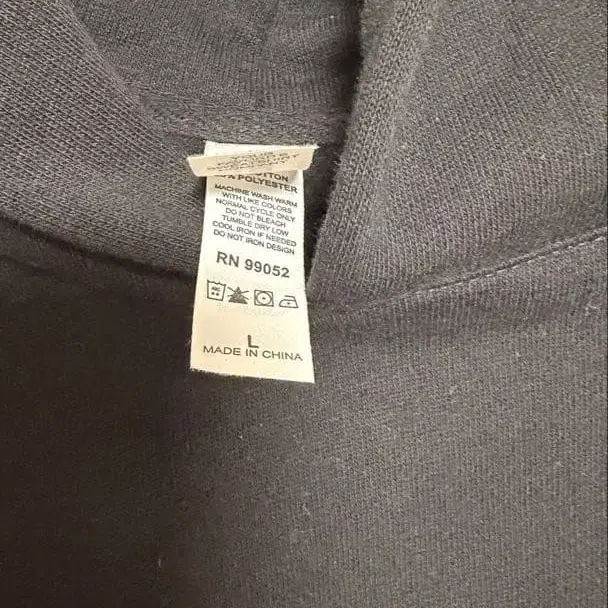 POLYESTER
MACHINE WASH WARM
WITH LIKE COLORS
NORMAL CYCLE ONLY
DO NOT BLEACH
TUMBLE DRY LOW
COOL IRON IF NEEDED
DO NOT IRON DESIGN
RN 99052
L
MADE IN CHINA